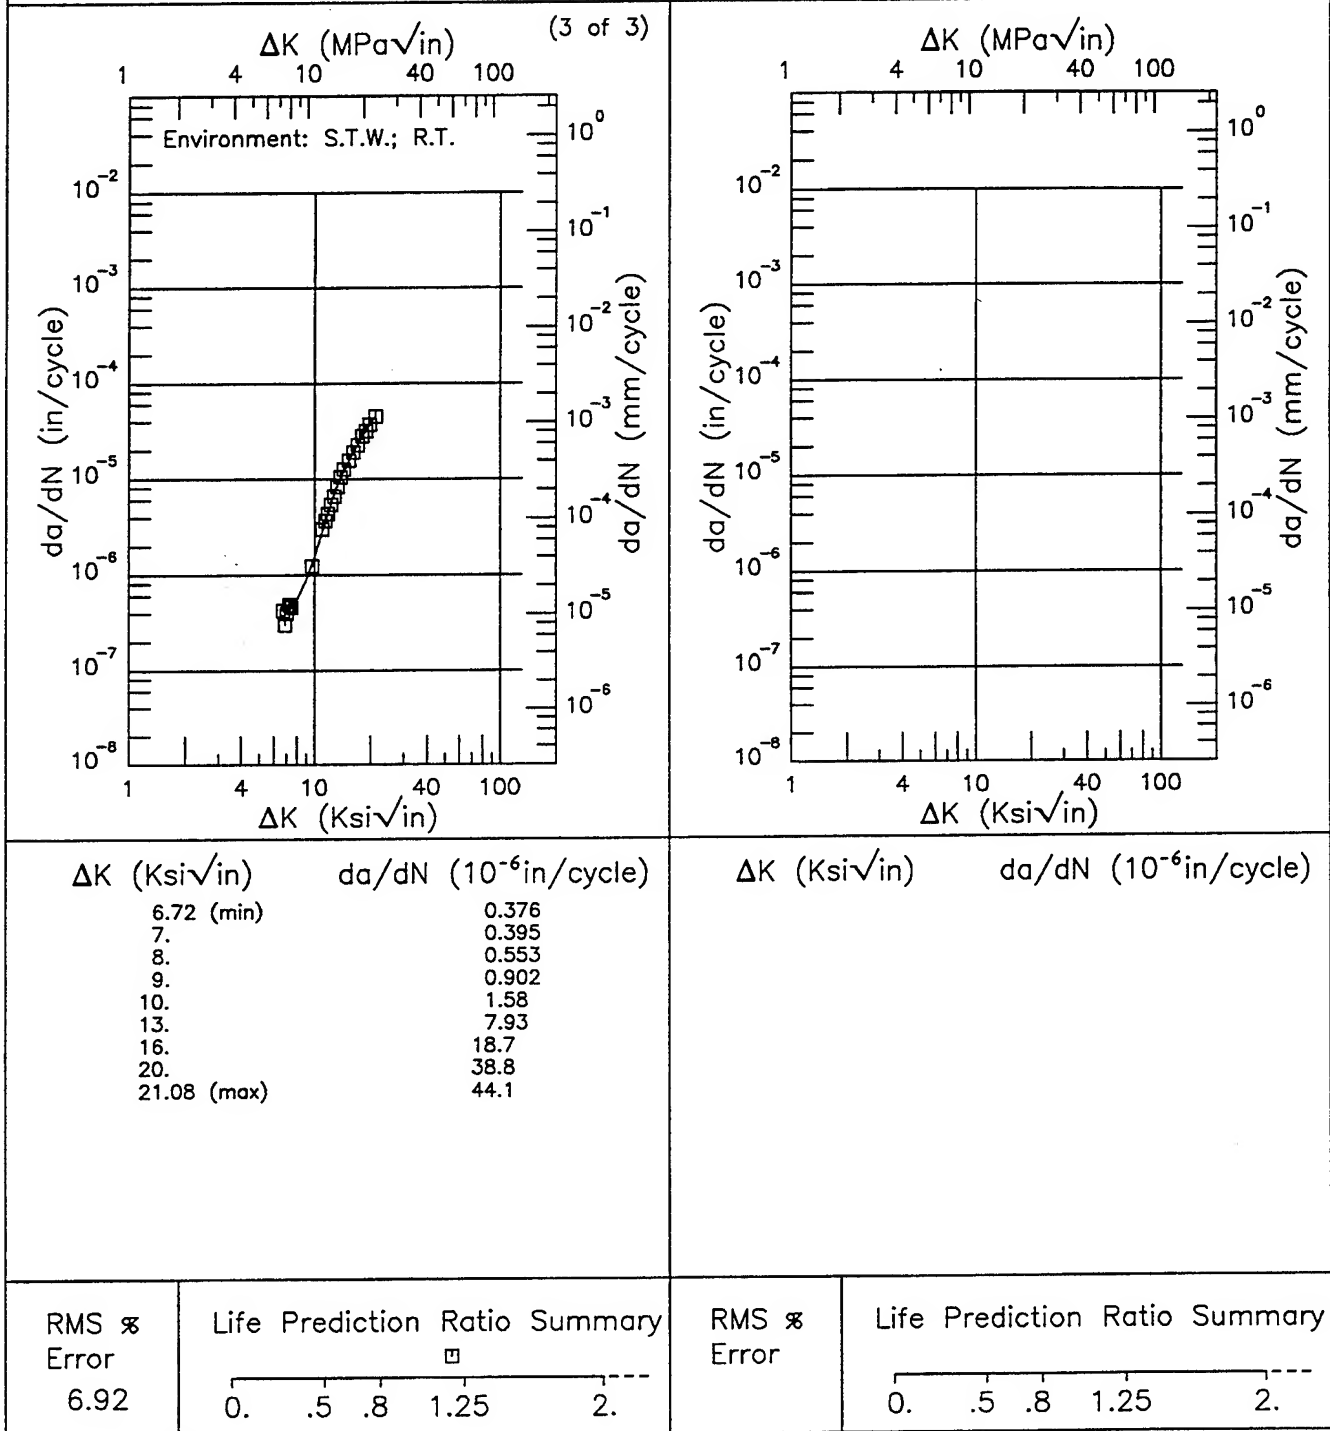 (3 of 3)
ΔK (MPa√in)
1 4 10 40 100
Environment: S.T.W.; R.T.
da/dN (in/cycle)
10⁻²
10⁻³
10⁻⁴
10⁻⁵
10⁻⁶
10⁻⁷
10⁻⁸
da/dN (mm/cycle)
10⁰
10⁻¹
10⁻²
10⁻³
10⁻⁴
10⁻⁵
10⁻⁶
1 4 10 40 100
ΔK (Ksi√in)
ΔK (MPa√in)
1 4 10 40 100
da/dN (in/cycle)
10⁻²
10⁻³
10⁻⁴
10⁻⁵
10⁻⁶
10⁻⁷
10⁻⁸
da/dN (mm/cycle)
10⁰
10⁻¹
10⁻²
10⁻³
10⁻⁴
10⁻⁵
10⁻⁶
1 4 10 40 100
ΔK (Ksi√in)
ΔK (Ksi√in) da/dN (10⁻⁶in/cycle)
6.72 (min) 0.376
7. 0.395
8. 0.553
9. 0.902
10. 1.58
13. 7.93
16. 18.7
20. 38.8
21.08 (max) 44.1
ΔK (Ksi√in) da/dN (10⁻⁶in/cycle)
RMS %
Error
6.92
Life Prediction Ratio Summary
0. .5 .8 1.25 2.
RMS %
Error
Life Prediction Ratio Summary
0. .5 .8 1.25 2.